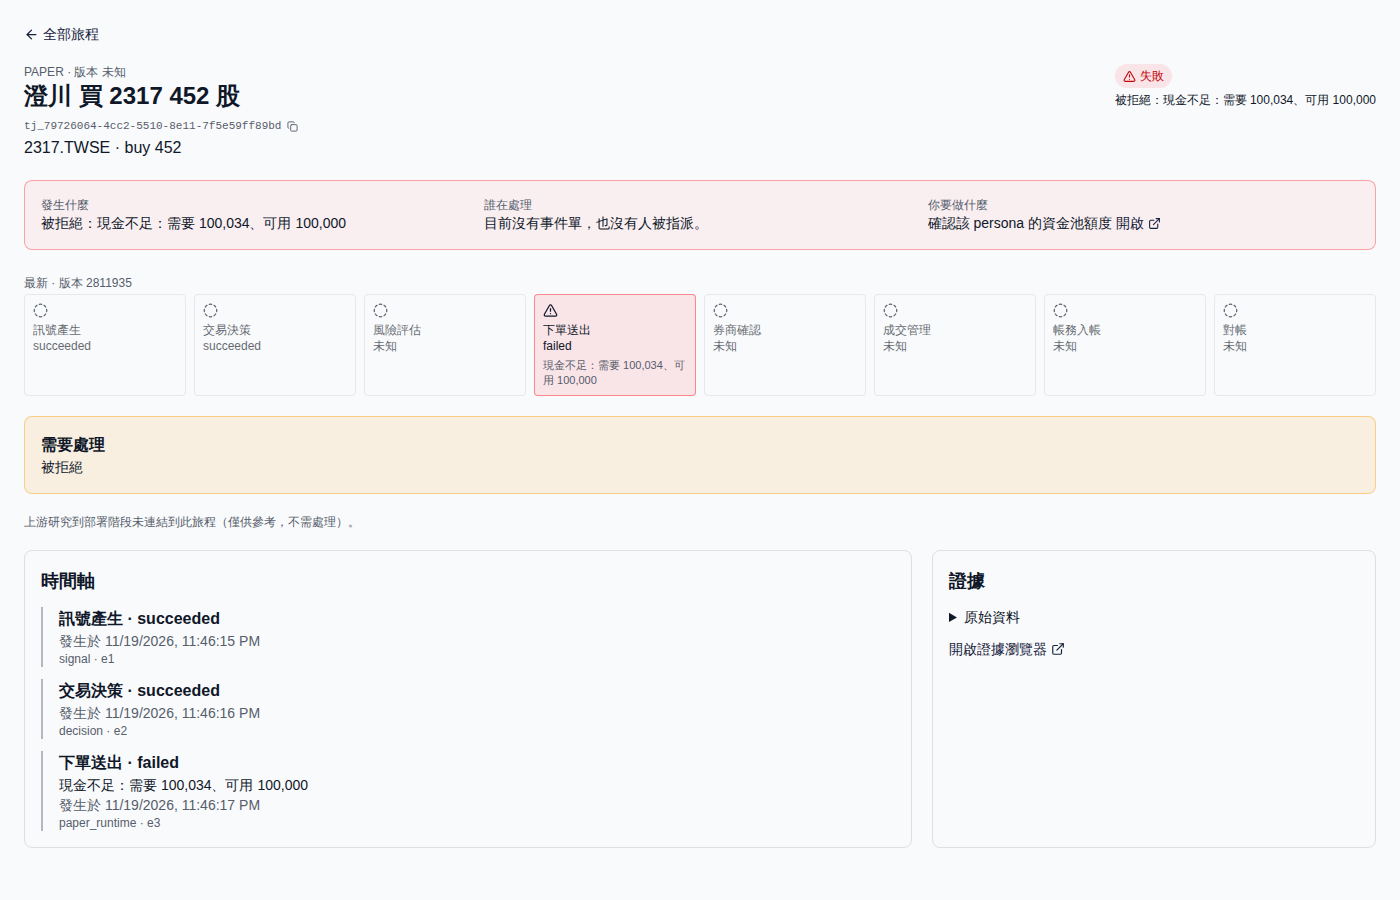 全部旅程
PAPER · 版本 未知
澄川 買 2317 452 股
tj_79726064-4cc2-5510-8e11-7f5e59ff89bd
2317.TWSE · buy 452
失敗
被拒絕：現金不足：需要 100,034、可用 100,000
發生什麼
被拒絕：現金不足：需要 100,034、可用 100,000
誰在處理
目前沒有事件單，也沒有人被指派。
你要做什麼
確認該 persona 的資金池額度 開啟
最新 · 版本 2811935
訊號產生
succeeded
交易決策
succeeded
風險評估
未知
下單送出
failed
現金不足：需要 100,034、可
用 100,000
券商確認
未知
成交管理
未知
帳務入帳
未知
對帳
未知
需要處理
被拒絕
上游研究到部署階段未連結到此旅程（僅供參考，不需處理）。
時間軸
訊號產生 · succeeded
發生於 11/19/2026, 11:46:15 PM
signal · e1
交易決策 · succeeded
發生於 11/19/2026, 11:46:16 PM
decision · e2
下單送出 · failed
現金不足：需要 100,034、可用 100,000
發生於 11/19/2026, 11:46:17 PM
paper_runtime · e3
證據
原始資料
開啟證據瀏覽器